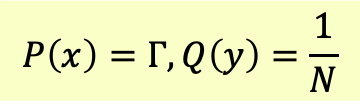 P(x) = Γ, Q(y) = 1/N